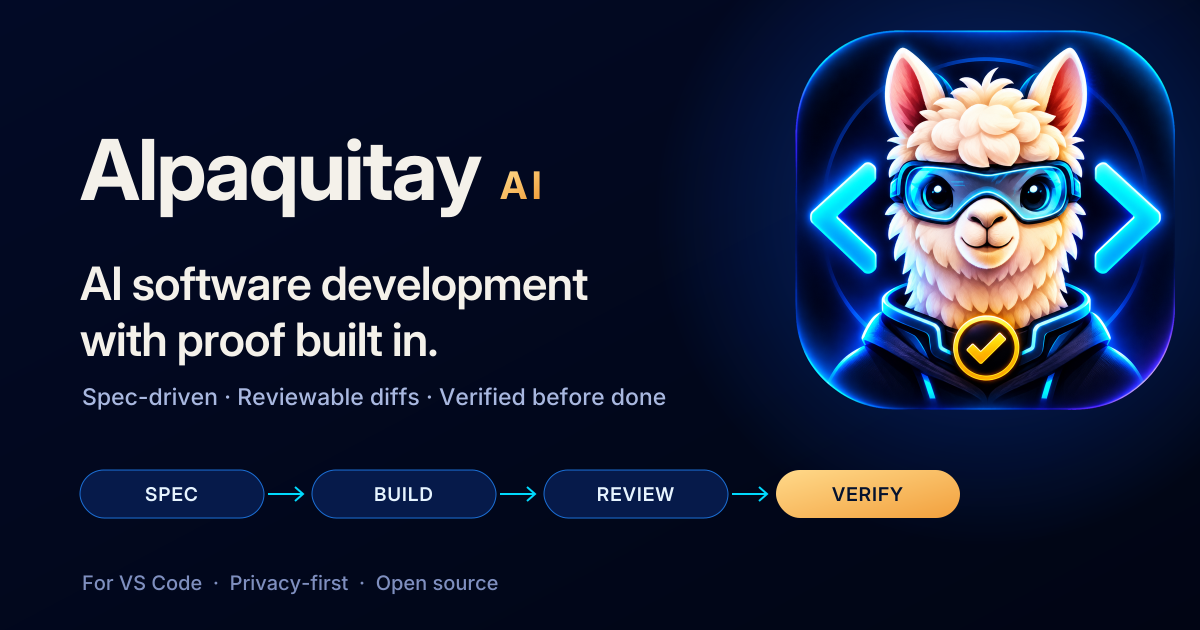 Alpaquitay AI
AI software development
with proof built in.
Spec-driven · Reviewable diffs · Verified before done
SPEC → BUILD → REVIEW → VERIFY
For VS Code · Privacy-first · Open source